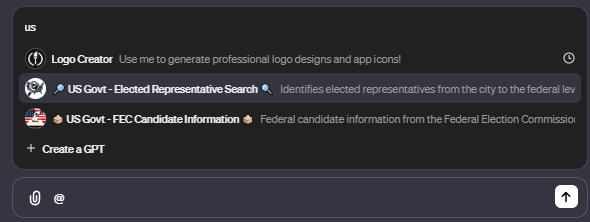 us
Logo Creator Use me to generate professional logo designs and app icons!
🔎 US Govt - Elected Representative Search 🔍 Identifies elected representatives from the city to the federal lev
🗳️ US Govt - FEC Candidate Information 🗳️ Federal candidate information from the Federal Election Commission
+ Create a GPT
@